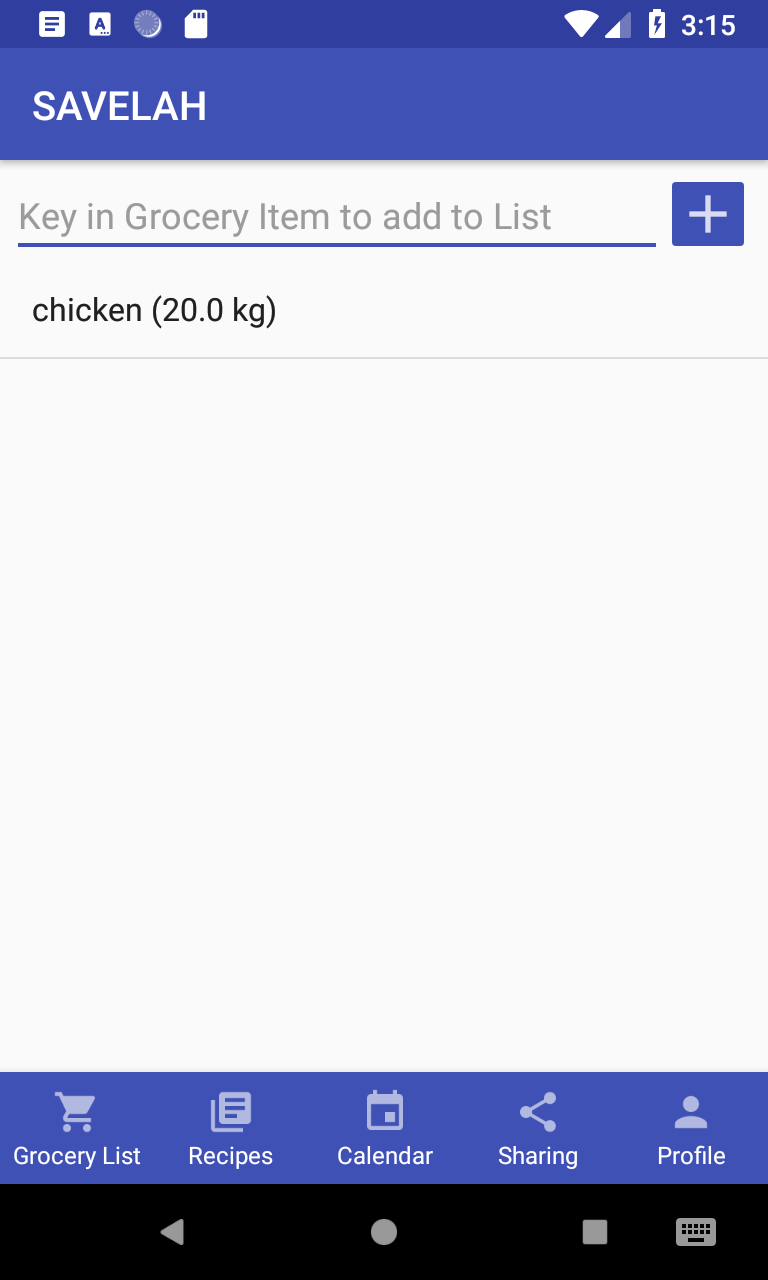 3:15
SAVELAH
Key in Grocery Item to add to List
chicken (20.0 kg)
Grocery List
Recipes
Calendar
Sharing
Profile